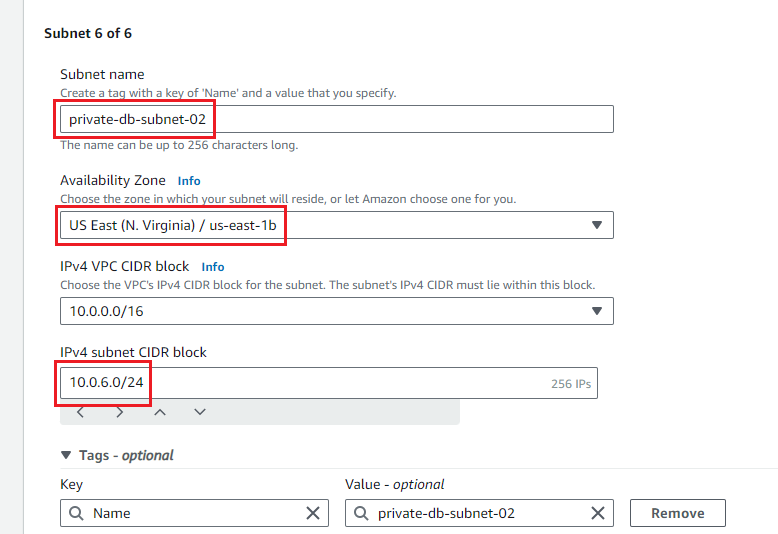 Subnet 6 of 6
Subnet name
Create a tag with a key of 'Name' and a value that you specify.
private-db-subnet-02
The name can be up to 256 characters long.
Availability Zone Info
Choose the zone in which your subnet will reside, or let Amazon choose one for you.
US East (N. Virginia) / us-east-1b
IPv4 VPC CIDR block Info
Choose the VPC's IPv4 CIDR block for the subnet. The subnet's IPv4 CIDR must lie within this block.
10.0.0.0/16
IPv4 subnet CIDR block
10.0.6.0/24 256 IPs
Tags - optional
Key Value - optional
Name private-db-subnet-02 Remove